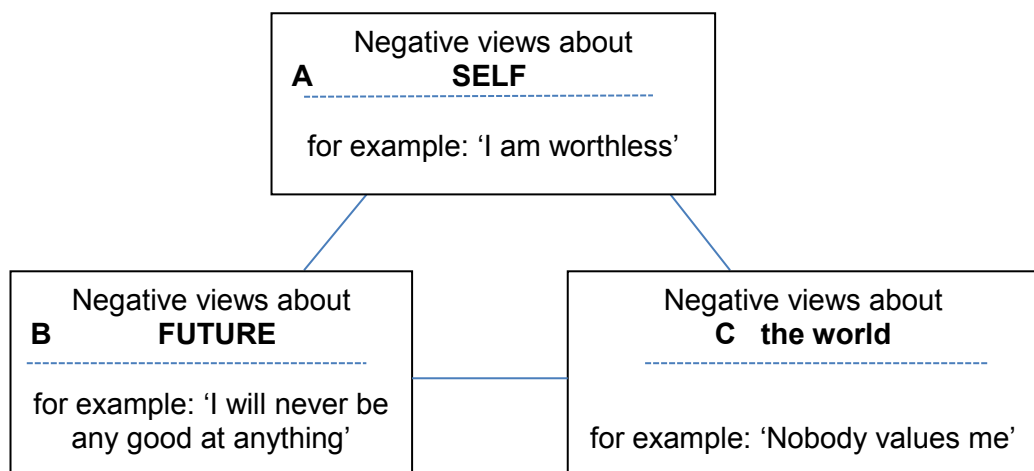 Negative views about
A SELF
for example: ‘I am worthless’
Negative views about
B FUTURE
for example: ‘I will never be
any good at anything’
Negative views about
C the world
for example: ‘Nobody values me’